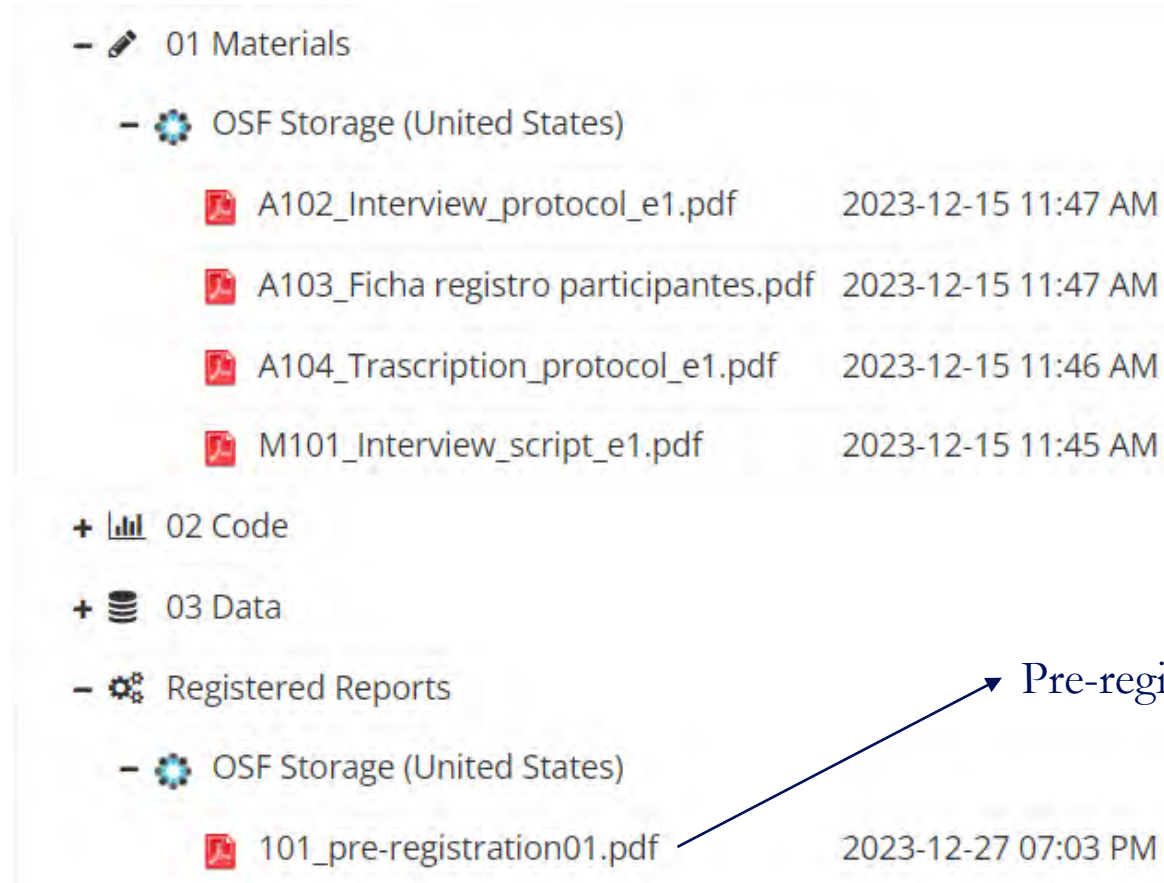 01 Materials
OSF Storage (United States)
A102_Interview_protocol_e1.pdf 2023-12-15 11:47 AM
A103_Ficha registro participantes.pdf 2023-12-15 11:47 AM
A104_Trascription_protocol_e1.pdf 2023-12-15 11:46 AM
M101_Interview_script_e1.pdf 2023-12-15 11:45 AM
02 Code
03 Data
Registered Reports
Pre-regi
OSF Storage (United States)
101_pre-registration01.pdf 2023-12-27 07:03 PM